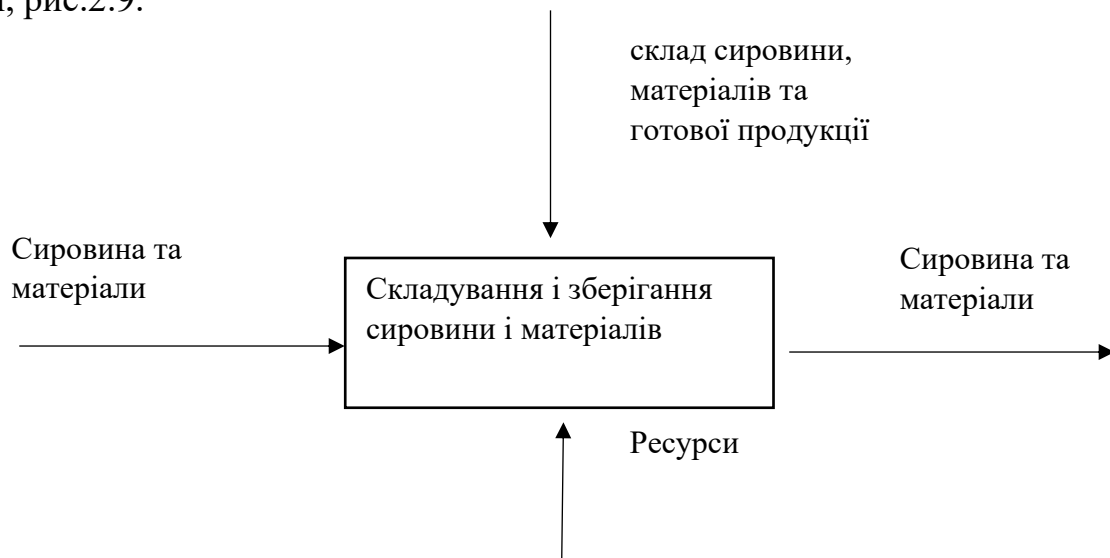 рис.2.9.
склад сировини,
матеріалів та
готової продукції
Сировина та
матеріали
Складування і зберігання
сировини і матеріалів
Сировина та
матеріали
Ресурси